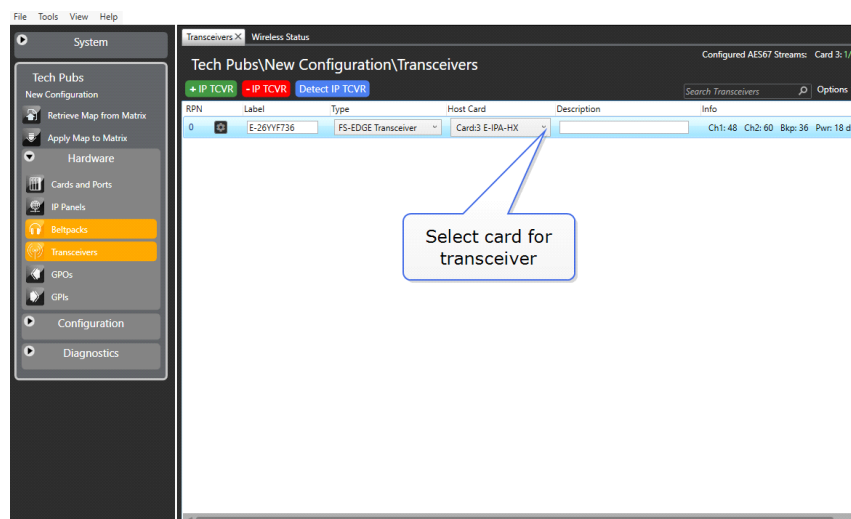 File Tools View Help
System
Tech Pubs
New Configuration
Retrieve Map from Matrix
Apply Map to Matrix
Hardware
Cards and Ports
IP Panels
Beltpacks
Transceivers
GPOs
GPIs
Configuration
Diagnostics
Transceivers X Wireless Status
Tech Pubs\New Configuration\Transceivers
Configured AES67 Streams: Card 3: 1/
+ IP TCVR - IP TCVR Detect IP TCVR
Search Transceivers Options
RPN Label Type Host Card Description Info
0 E-26YYF736 FS-EDGE Transceiver Card:3 E-IPA-HX Ch1: 48 Ch2: 60 Bkp: 36 Pwr: 18 d
Select card for
transceiver